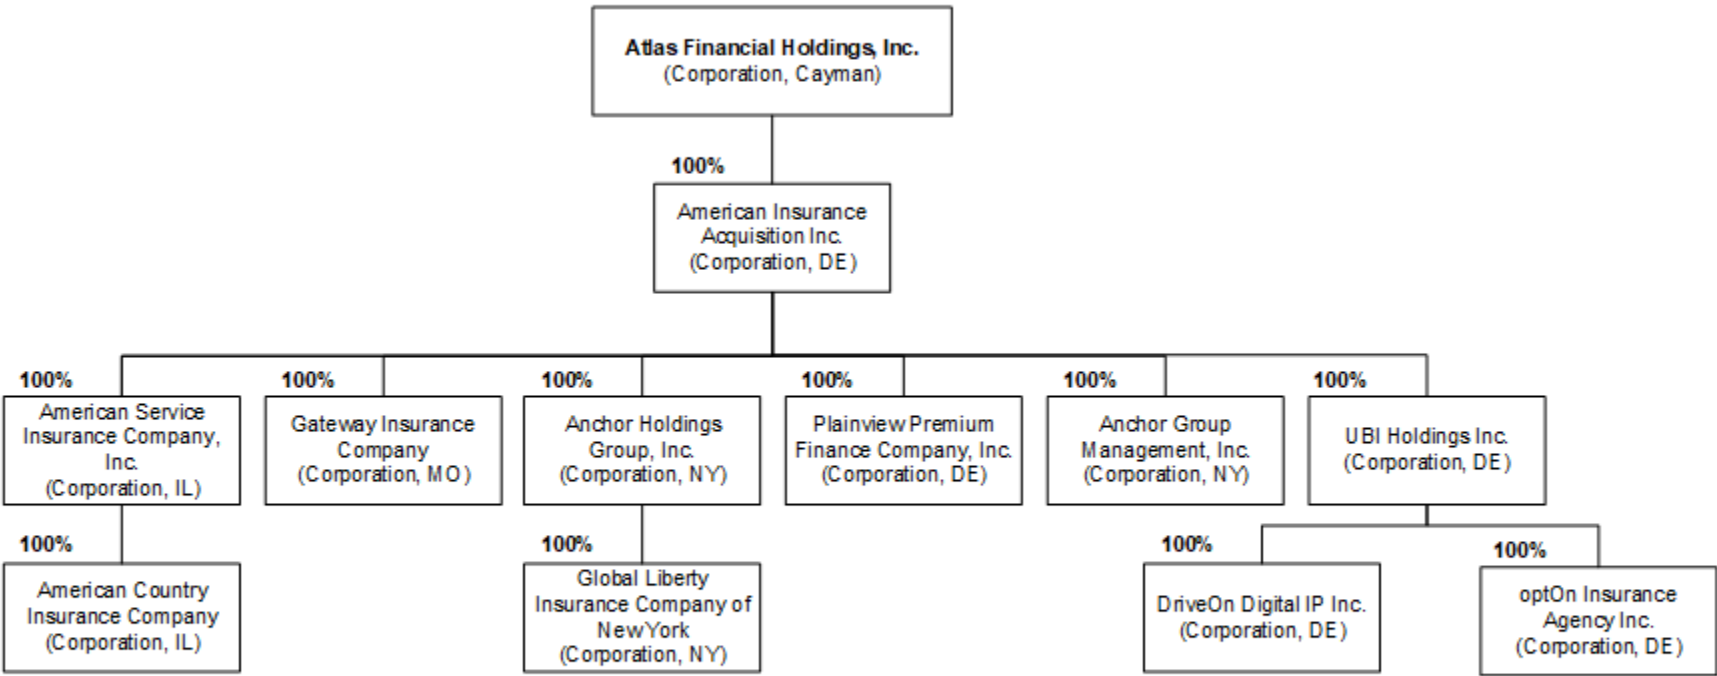 Atlas Financial Holdings, Inc.
(Corporation, Cayman)
100%
American Insurance
Acquisition Inc.
(Corporation, DE)
100%
American Service
Insurance Company,
Inc.
(Corporation, IL)
100%
Gateway Insurance
Company
(Corporation, MO)
100%
Anchor Holdings
Group, Inc.
(Corporation, NY)
100%
Plainview Premium
Finance Company, Inc.
(Corporation, DE)
100%
Anchor Group
Management, Inc.
(Corporation, NY)
100%
UBI Holdings Inc.
(Corporation, DE)
100%
American Country
Insurance Company
(Corporation, IL)
100%
Global Liberty
Insurance Company of
New York
(Corporation, NY)
100%
DriveOn Digital IP Inc.
(Corporation, DE)
100%
optOn Insurance
Agency Inc.
(Corporation, DE)